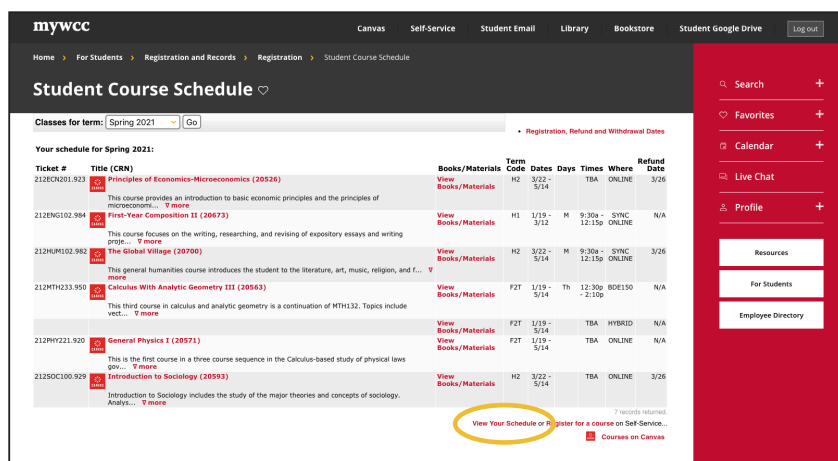 mywcc
Canvas Self-Service Student Email Library Bookstore Student Google Drive Log out
Home › For Students › Registration and Records › Registration › Student Course Schedule
Student Course Schedule
Search +
Favorites +
Calendar +
Live Chat
Profile +
Resources
For Students
Employee Directory
Classes for term: Spring 2021 Go
• Registration, Refund and Withdrawal Dates
Your schedule for Spring 2021:
Ticket # Title (CRN) Books/Materials Term Code Dates Days Times Where Refund Date
212ECN201.923 Principles of Economics-Microeconomics (20526) View Books/Materials H2 3/22 - 5/14 TBA ONLINE 3/26
This course provides an introduction to basic economic principles and the principles of
microeconomi... ∇ more
212ENG102.984 First-Year Composition II (20673) View Books/Materials H1 1/19 - 3/12 M 9:30a - 12:15p SYNC ONLINE N/A
This course focuses on the writing, researching, and revising of expository essays and writing
proje... ∇ more
212HUM102.982 The Global Village (20700) View Books/Materials H2 3/22 - 5/14 M 9:30a - 12:15p SYNC ONLINE 3/26
This general humanities course introduces the student to the literature, art, music, religion, and f... ∇
more
212MTH233.950 Calculus With Analytic Geometry III (20563) View Books/Materials F2T 1/19 - 5/14 Th 12:30p - 2:10p BDE150 N/A
This third course in calculus and analytic geometry is a continuation of MTH132. Topics include
vect... ∇ more
View Books/Materials F2T 1/19 - 5/14 TBA HYBRID N/A
212PHY221.920 General Physics I (20571) View Books/Materials F2T 1/19 - 5/14 TBA ONLINE N/A
This is the first course in a three course sequence in the Calculus-based study of physical laws
gov... ∇ more
212SOC100.929 Introduction to Sociology (20593) View Books/Materials H2 3/22 - 5/14 TBA ONLINE 3/26
Introduction to Sociology includes the study of the major theories and concepts of sociology.
Analys... ∇ more
7 records returned.
View Your Schedule or Register for a course on Self-Service...
Courses on Canvas